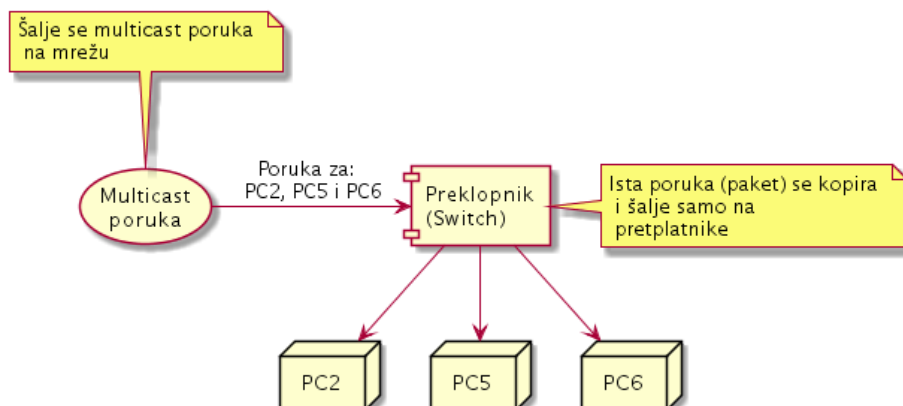 Šalje se multicast poruka
na mrežu
Poruka za:
PC2, PC5 i PC6
Multicast
poruka
Preklopnik
(Switch)
Ista poruka (paket) se kopira
i šalje samo na
pretplatnike
PC2
PC5
PC6